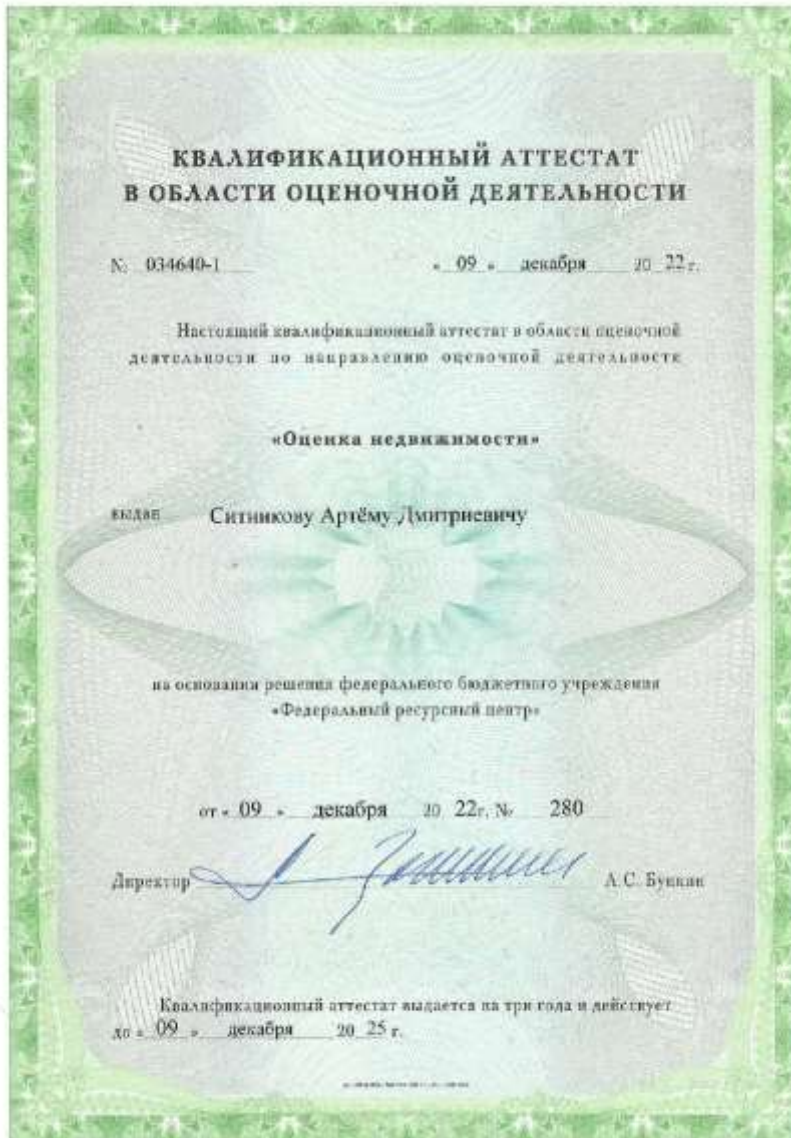 КВАЛИФИКАЦИОННЫЙ АТТЕСТАТ
В ОБЛАСТИ ОЦЕНОЧНОЙ ДЕЯТЕЛЬНОСТИ
№ 034640-1 « 09 » декабря 20 22 г.
Настоящий квалификационный аттестат в области оценочной
деятельности по направлению оценочной деятельности
«Оценка недвижимости»
выдан Ситникову Артёму Дмитриевичу
на основании решения федерального бюджетного учреждения
«Федеральный ресурсный центр»
от « 09 » декабря 20 22г. № 280
Директор А.С. Бункин
Квалификационный аттестат выдается на три года и действует
до « 09 » декабря 20 25 г.